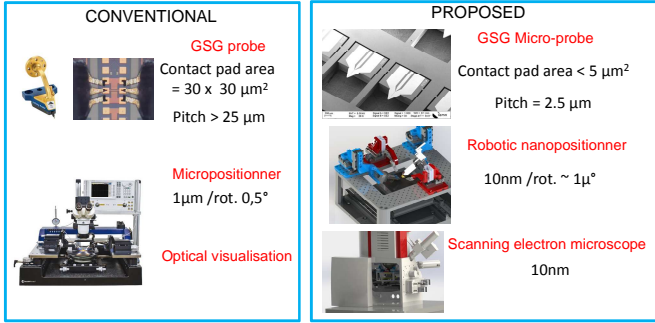 CONVENTIONAL
GSG probe
Contact pad area
= 30 x 30 µm²
Pitch > 25 µm
Micropositionner
1µm /rot. 0,5°
Optical visualisation
PROPOSED
GSG Micro-probe
Contact pad area < 5 µm²
Pitch = 2.5 µm
Robotic nanopositionner
10nm /rot. ~ 1µ°
Scanning electron microscope
10nm